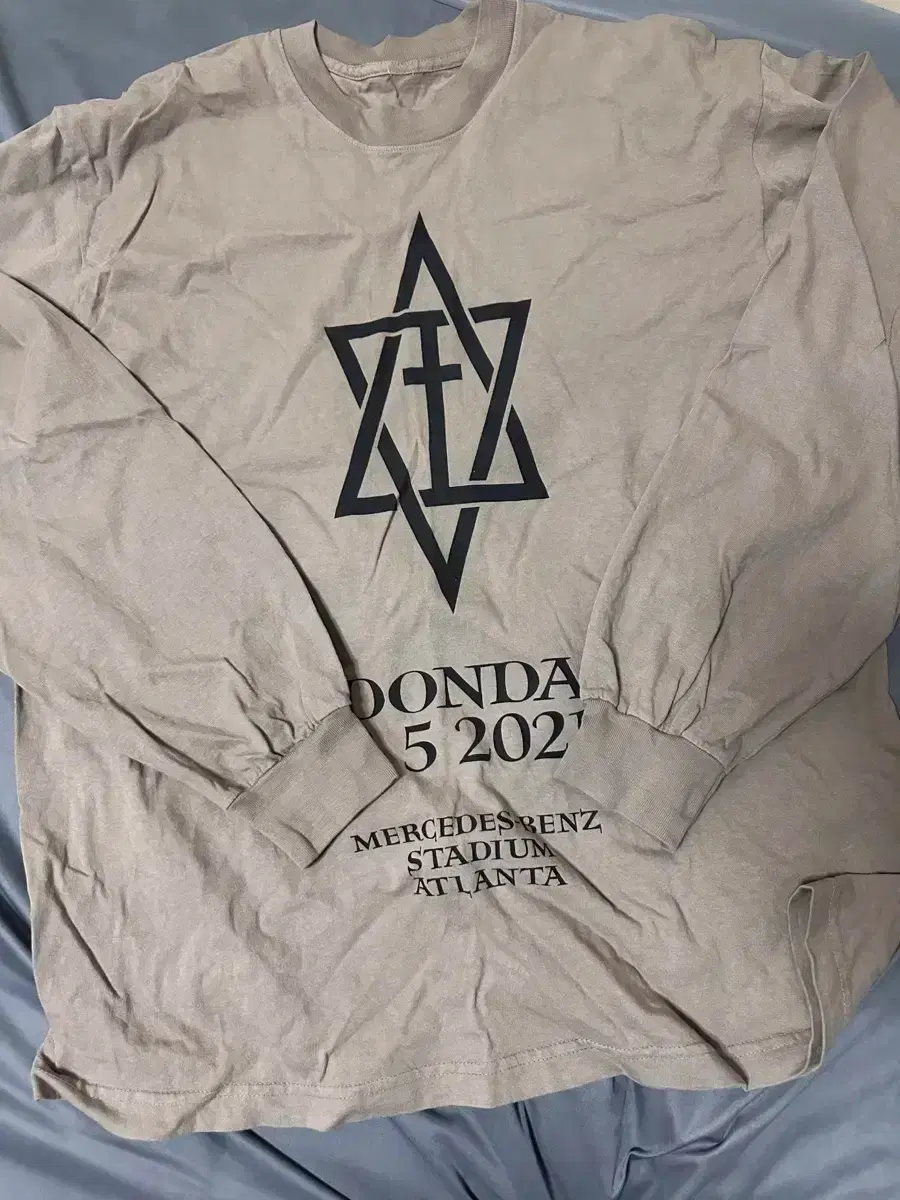 DONDA
5 2021
MERCEDES-BENZ
STADIUM
ATLANTA